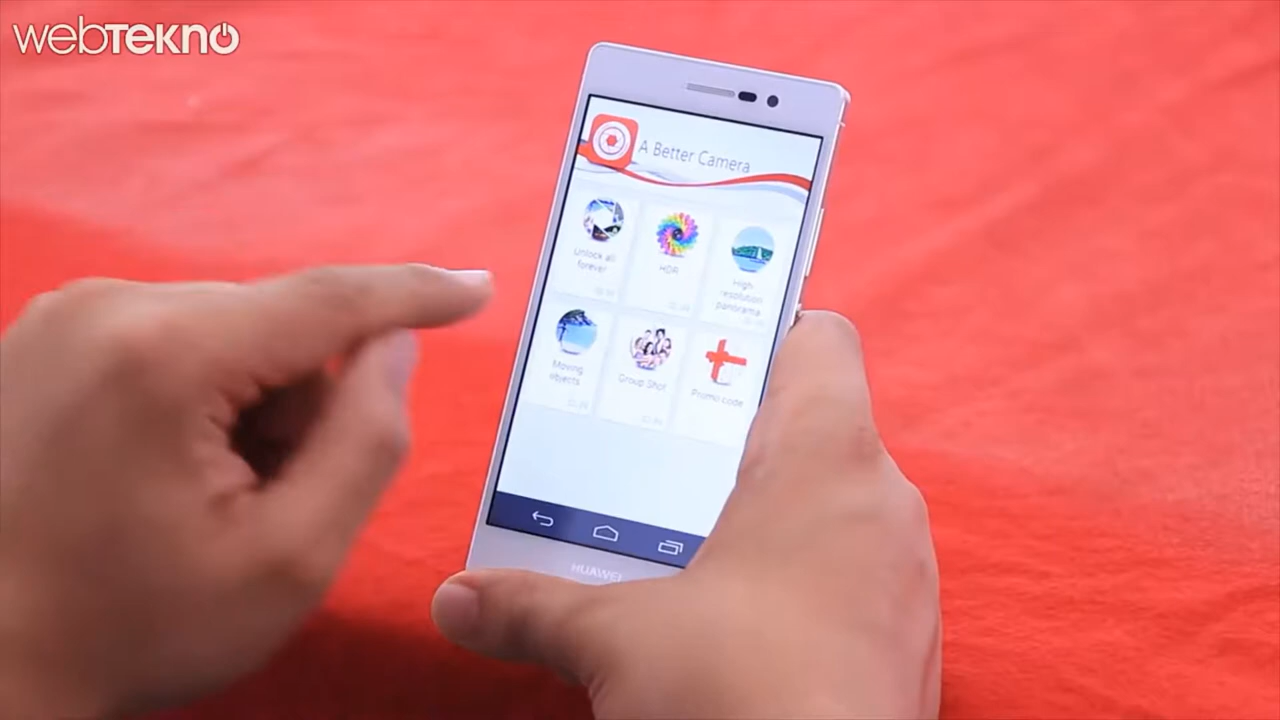 webTEKNO
A Better Camera
Unlock all
forever
HDR
High
resolution
panorama
Moving
objects
Group Shot
Promo code
HUAWEI